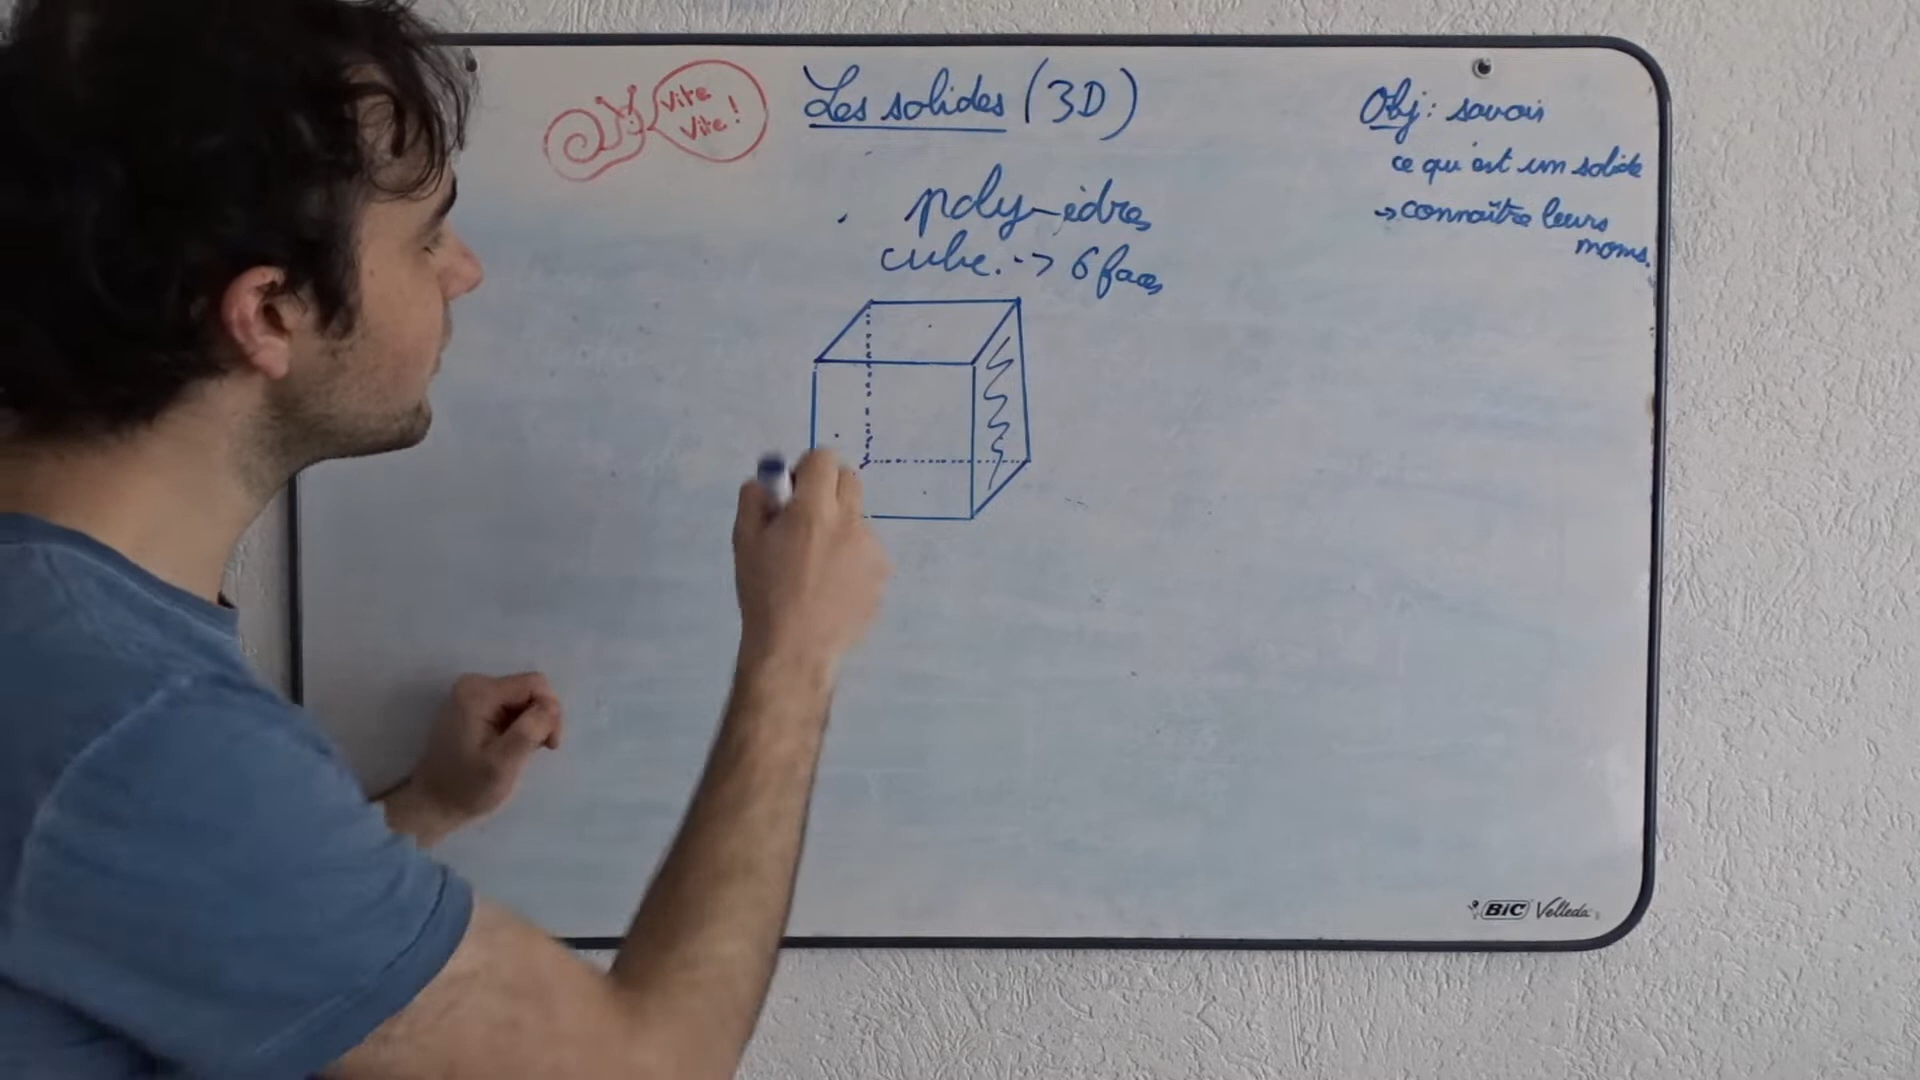 Vite
Vite !
Les solides (3D)
. poly-èdres
cube. -> 6 faces
Obj : savoir
ce qu'est un solide
-> connaître leurs
noms.
BIC Velleda